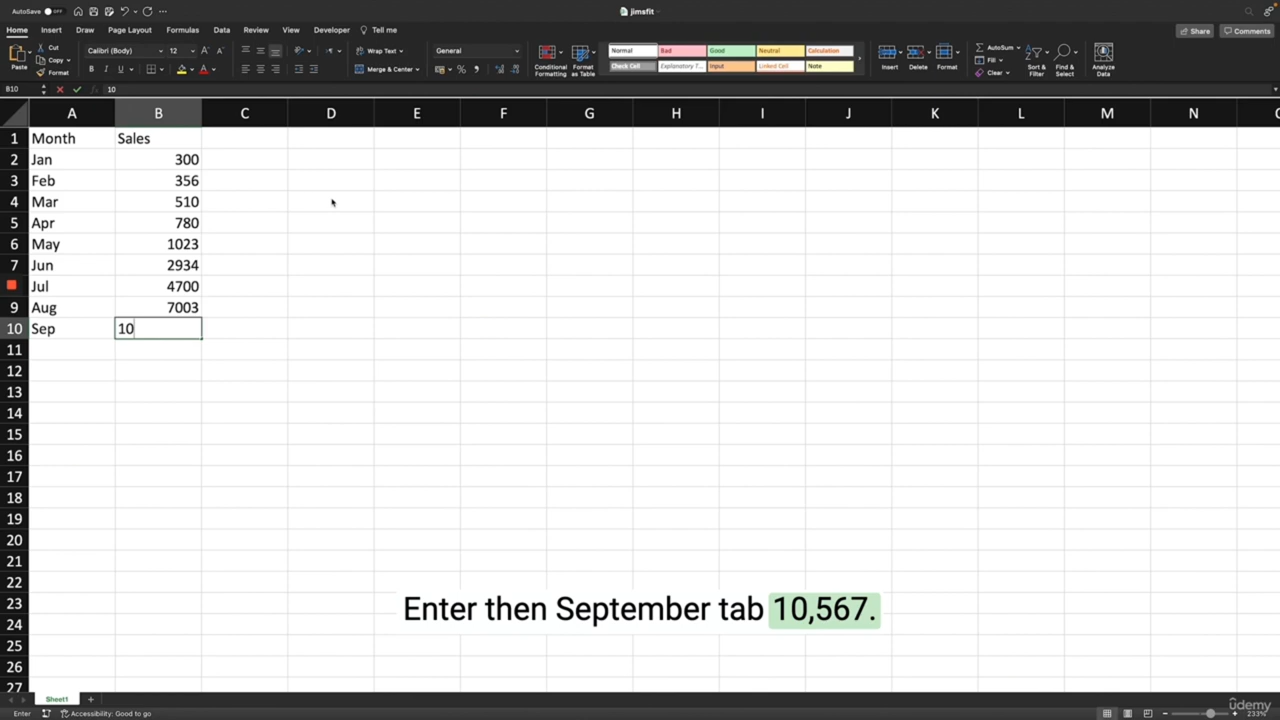 AutoSave OFF
jimsfit
Home Insert Draw Page Layout Formulas Data Review View Developer Tell me
Share Comments
Paste Cut Copy Format
Calibri (Body) 12
Wrap Text
Merge & Center
General
Conditional Formatting
Format as Table
Normal Bad Good Neutral Calculation
Check Cell Explanatory T... Input Linked Cell Note
Insert Delete Format
AutoSum Fill Clear
Sort & Filter
Find & Select
Analyze Data
B10 10
A B C D E F G H I J K L M N
1 Month Sales
2 Jan 300
3 Feb 356
4 Mar 510
5 Apr 780
6 May 1023
7 Jun 2934
Jul 4700
9 Aug 7003
10 Sep 10
11
12
13
14
15
16
17
18
19
20
21
22
23
24
25
26
27
Enter then September tab 10,567.
Sheet1
Enter Accessibility: Good to go
233%
udemy